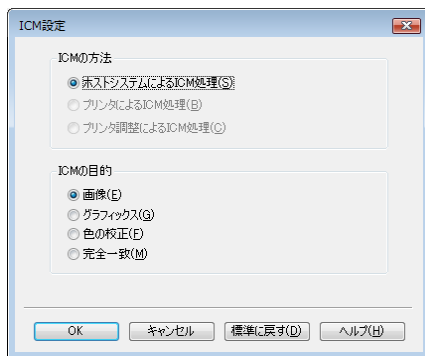 ICM設定
ICMの方法
ホストシステムによるICM処理(S)
プリンタによるICM処理(B)
プリンタ調整によるICM処理(C)
ICMの目的
画像(E)
グラフィックス(G)
色の校正(F)
完全一致(M)
OK キャンセル 標準に戻す(D) ヘルプ(H)